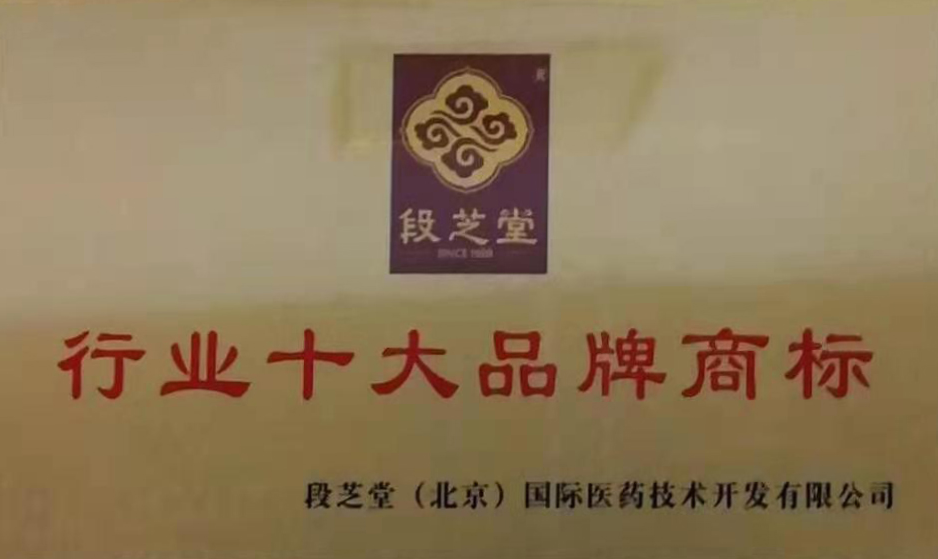 段芝堂
行业十大品牌商标
段芝堂（北京）国际医药技术开发有限公司